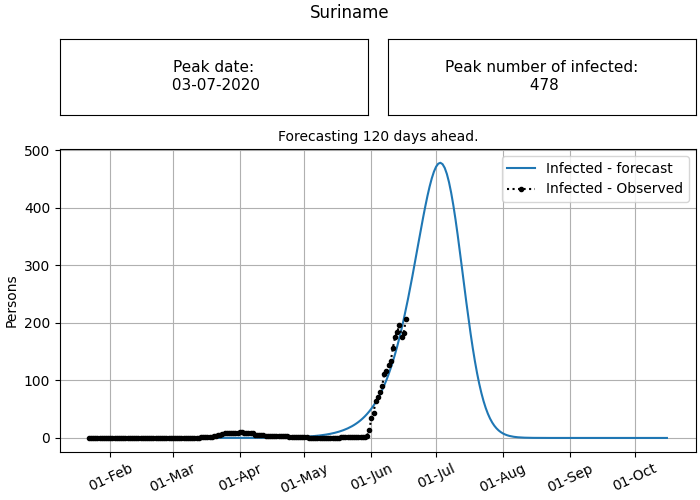 Suriname
Peak date:
03-07-2020
Peak number of infected:
478
Forecasting 120 days ahead.
Persons
500
400
300
200
100
0
Infected - forecast
Infected - Observed
01-Feb
01-Mar
01-Apr
01-May
01-Jun
01-Jul
01-Aug
01-Sep
01-Oct